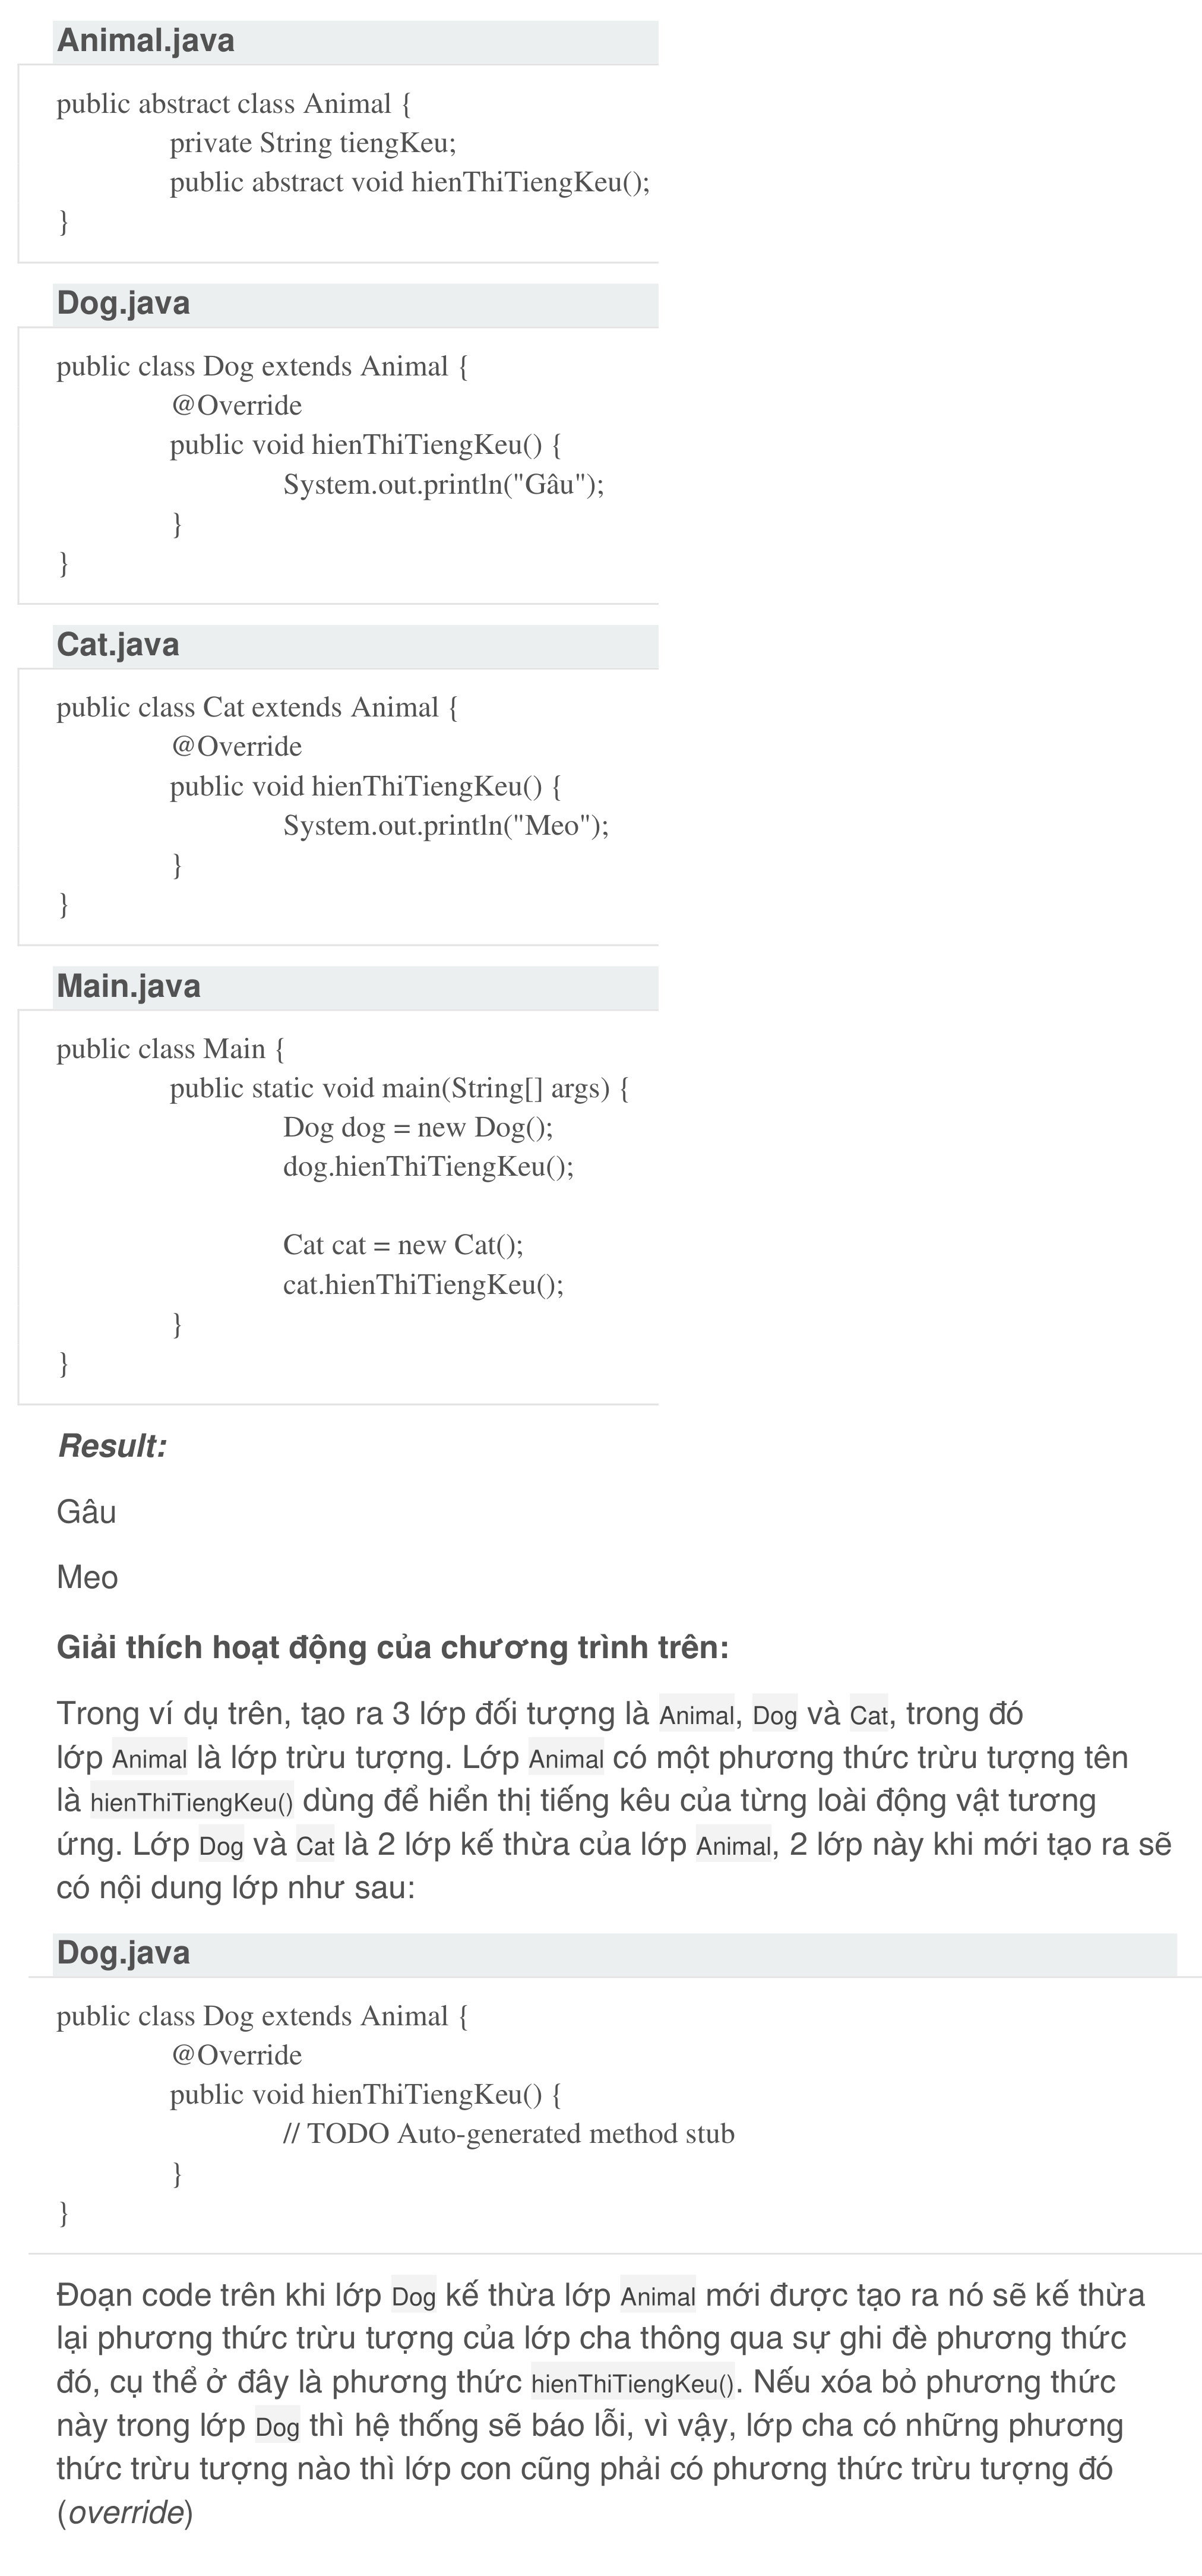 Animal.java
public abstract class Animal {
private String tiengKeu;
public abstract void hienThiTiengKeu();
}
Dog.java
public class Dog extends Animal {
@Override
public void hienThiTiengKeu() {
System.out.println("Gâu");
}
}
Cat.java
public class Cat extends Animal {
@Override
public void hienThiTiengKeu() {
System.out.println("Meo");
}
}
Main.java
public class Main {
public static void main(String[] args) {
Dog dog = new Dog();
dog.hienThiTiengKeu();
Cat cat = new Cat();
cat.hienThiTiengKeu();
}
}
Result:
Gâu
Meo
Giải thích hoạt động của chương trình trên:
Trong ví dụ trên, tạo ra 3 lớp đối tượng là Animal, Dog và Cat, trong đó
lớp Animal là lớp trừu tượng. Lớp Animal có một phương thức trừu tượng tên
là hienThiTiengKeu() dùng để hiển thị tiếng kêu của từng loài động vật tương
ứng. Lớp Dog và Cat là 2 lớp kế thừa của lớp Animal, 2 lớp này khi mới tạo ra sẽ
có nội dung lớp như sau:
Dog.java
public class Dog extends Animal {
@Override
public void hienThiTiengKeu() {
// TODO Auto-generated method stub
}
}
Đoạn code trên khi lớp Dog kế thừa lớp Animal mới được tạo ra nó sẽ kế thừa
lại phương thức trừu tượng của lớp cha thông qua sự ghi đè phương thức
đó, cụ thể ở đây là phương thức hienThiTiengKeu(). Nếu xóa bỏ phương thức
này trong lớp Dog thì hệ thống sẽ báo lỗi, vì vậy, lớp cha có những phương
thức trừu tượng nào thì lớp con cũng phải có phương thức trừu tượng đó
(override)